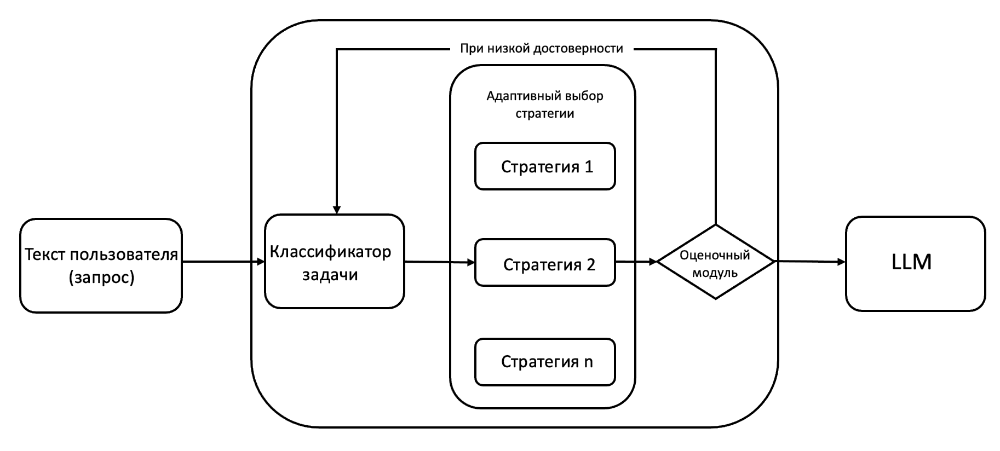 При низкой достоверности
Адаптивный выбор
стратегии
Стратегия 1
Текст пользователя
(запрос)
Классификатор
задачи
Стратегия 2
Оценочный
модуль
LLM
Стратегия n